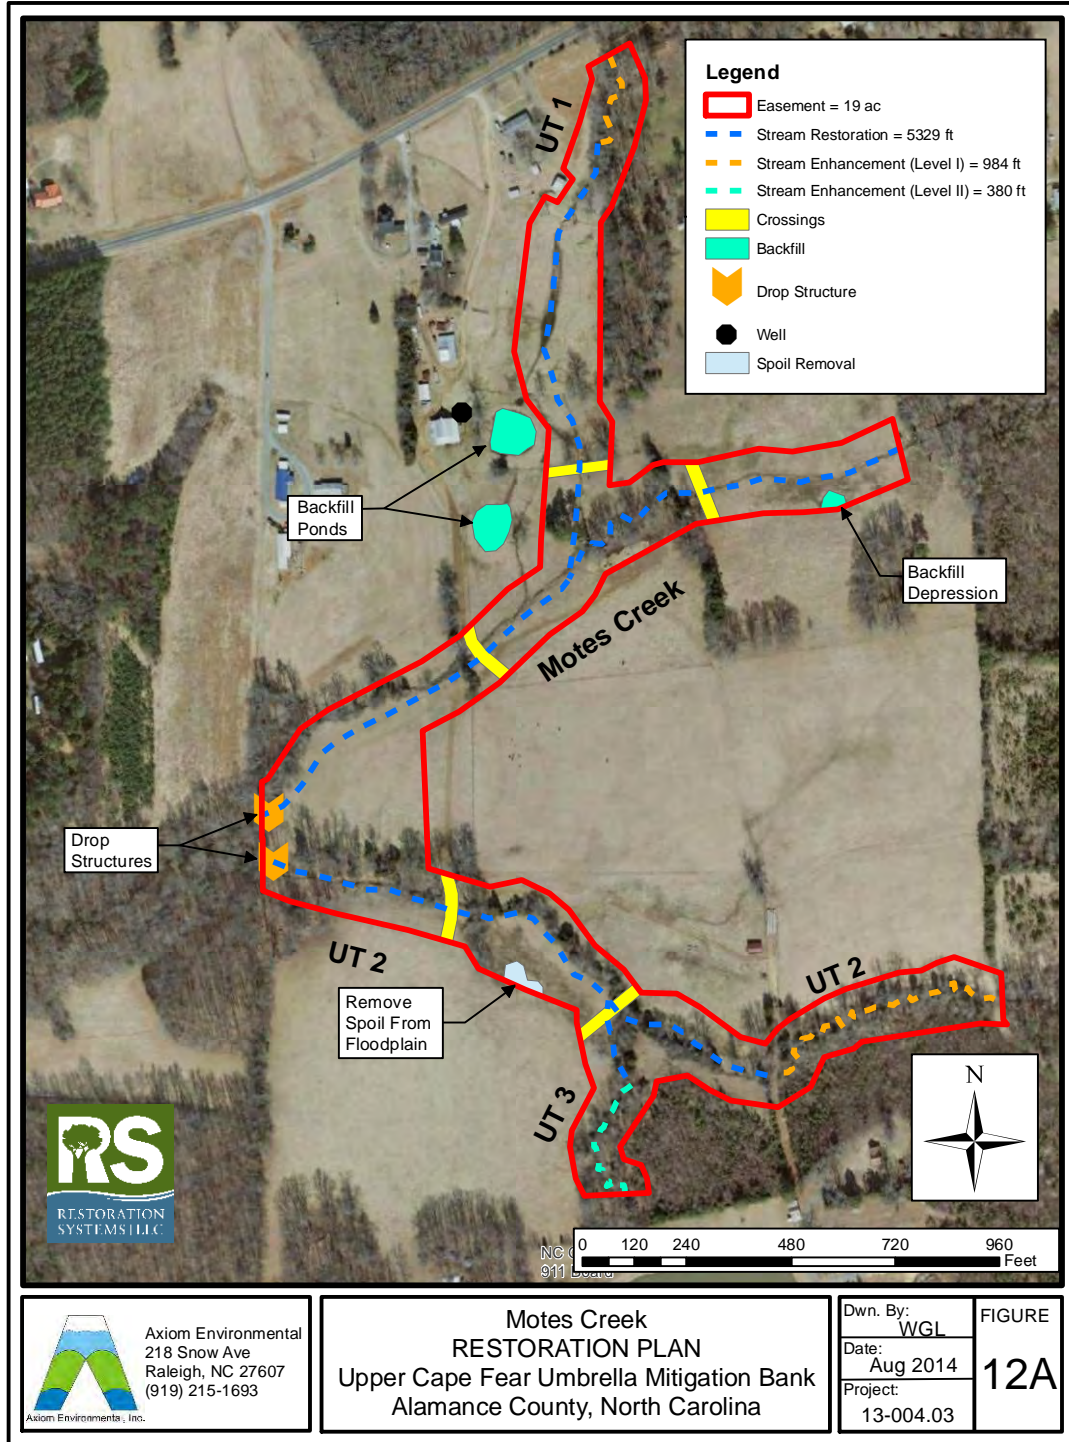 Legend
Easement = 19 ac
Stream Restoration = 5329 ft
Stream Enhancement (Level I) = 984 ft
Stream Enhancement (Level II) = 380 ft
Crossings
Backfill
Drop Structure
Well
Spoil Removal
UT 1
Backfill
Ponds
Backfill
Depression
Motes Creek
Drop
Structures
UT 2
UT 2
Remove
Spoil From
Floodplain
UT 3
N
RS
RESTORATION
SYSTEMS | LLC
NC
911 Board
0 120 240 480 720 960
Feet
Axiom Environmental, Inc.
Axiom Environmental
218 Snow Ave
Raleigh, NC 27607
(919) 215-1693
Motes Creek
RESTORATION PLAN
Upper Cape Fear Umbrella Mitigation Bank
Alamance County, North Carolina
Dwn. By:
WGL
Date:
Aug 2014
Project:
13-004.03
FIGURE
12A